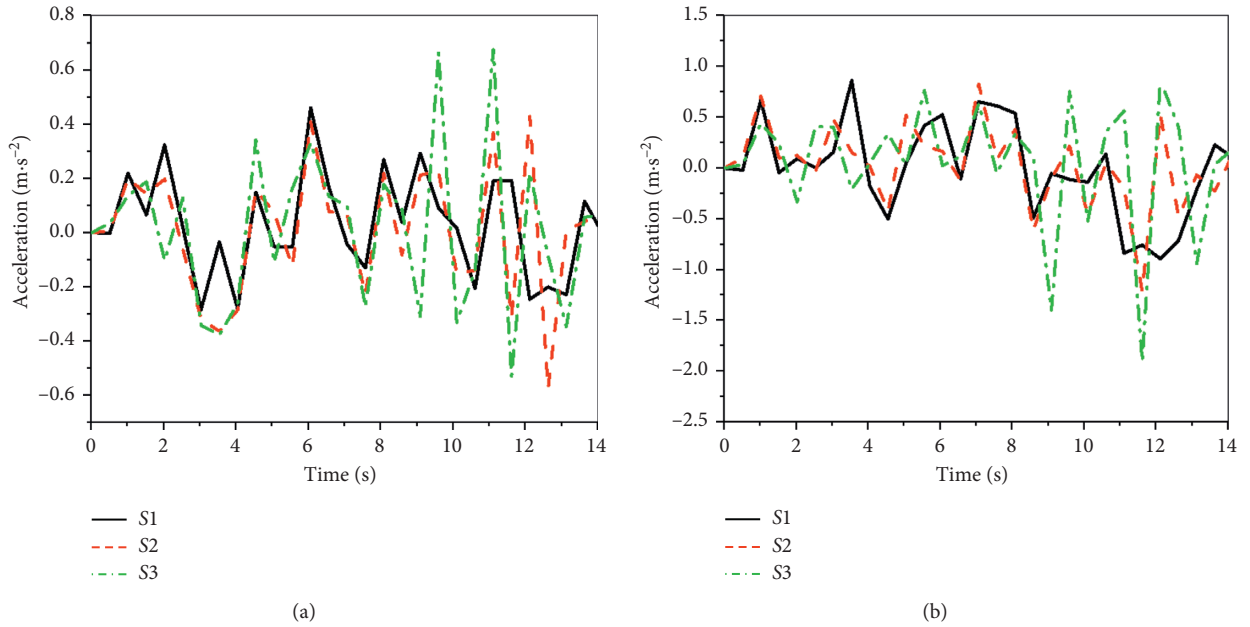 0.8
0.6
0.4
0.2
0.0
–0.2
–0.4
–0.6
Acceleration (m·s–2)
0 2 4 6 8 10 12 14
Time (s)
S1
S2
S3
(a)
1.5
1.0
0.5
0.0
–0.5
–1.0
–1.5
–2.0
–2.5
Acceleration (m·s–2)
0 2 4 6 8 10 12 14
Time (s)
S1
S2
S3
(b)